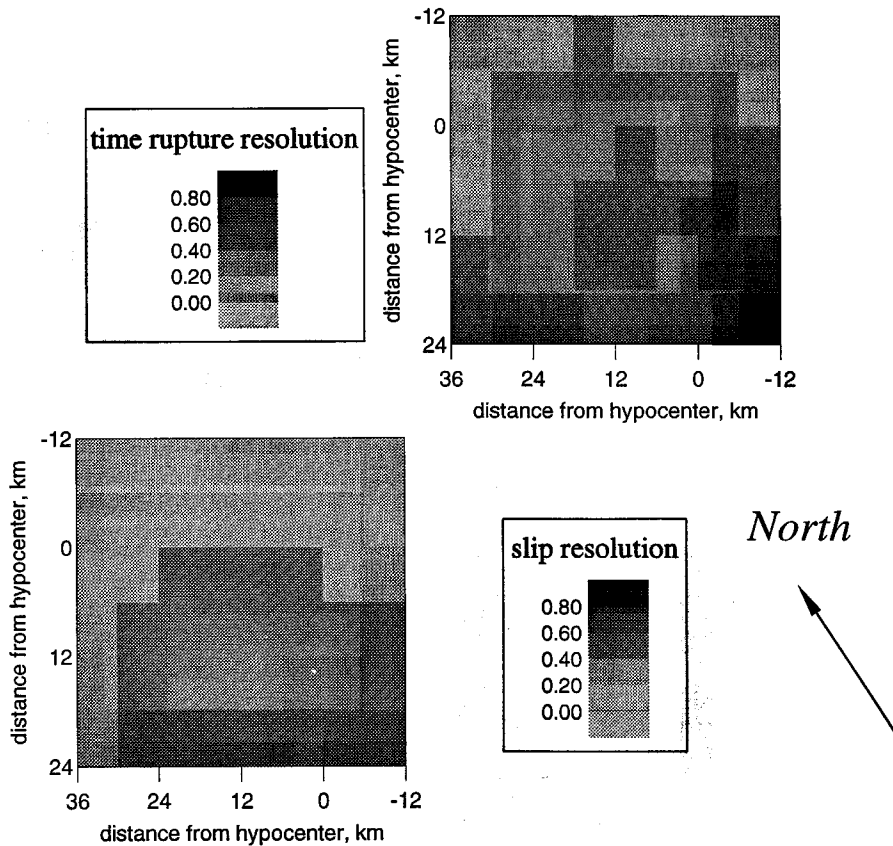 time rupture resolution
0.80
0.60
0.40
0.20
0.00
distance from hypocenter, km
-12
0
12
24
36 24 12 0 -12
distance from hypocenter, km
distance from hypocenter, km
-12
0
12
24
36 24 12 0 -12
distance from hypocenter, km
slip resolution
0.80
0.60
0.40
0.20
0.00
North